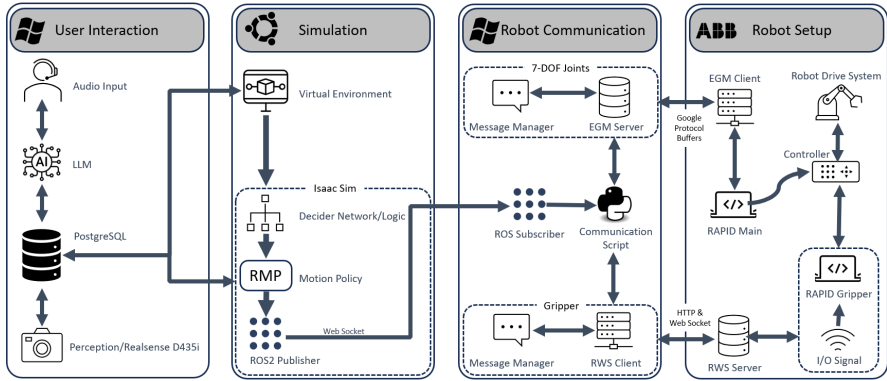 User Interaction
Audio Input
AI
LLM
PostgreSQL
Perception/Realsense D435i
Simulation
Virtual Environment
Isaac Sim
Decider Network/Logic
RMP
Motion Policy
ROS2 Publisher
Web Socket
Robot Communication
7-DOF Joints
Message Manager
EGM Server
ROS Subscriber
Communication
Script
Gripper
Message Manager
RWS Client
Google
Protocol
Buffers
HTTP &
Web Socket
ABB
Robot Setup
EGM Client
Robot Drive System
Controller
</>
RAPID Main
</>
RAPID Gripper
RWS Server
I/O Signal